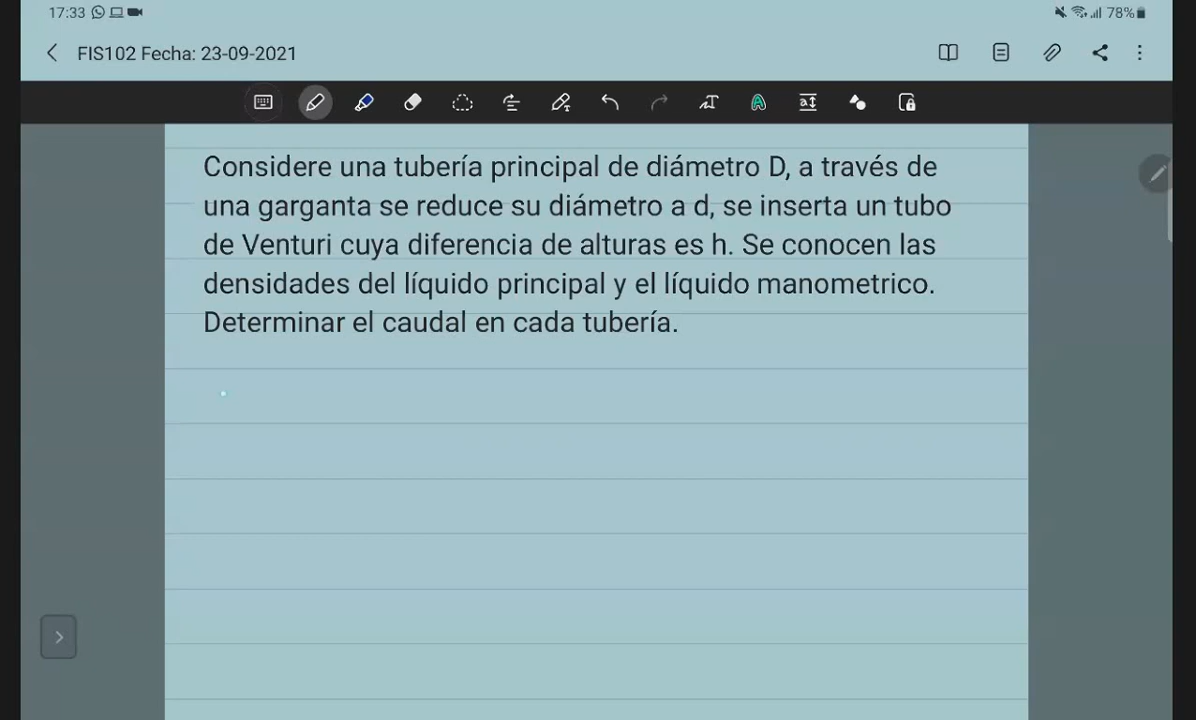 17:33 78%
FIS102 Fecha: 23-09-2021
Considere una tubería principal de diámetro D, a través de
una garganta se reduce su diámetro a d, se inserta un tubo
de Venturi cuya diferencia de alturas es h. Se conocen las
densidades del líquido principal y el líquido manometrico.
Determinar el caudal en cada tubería.